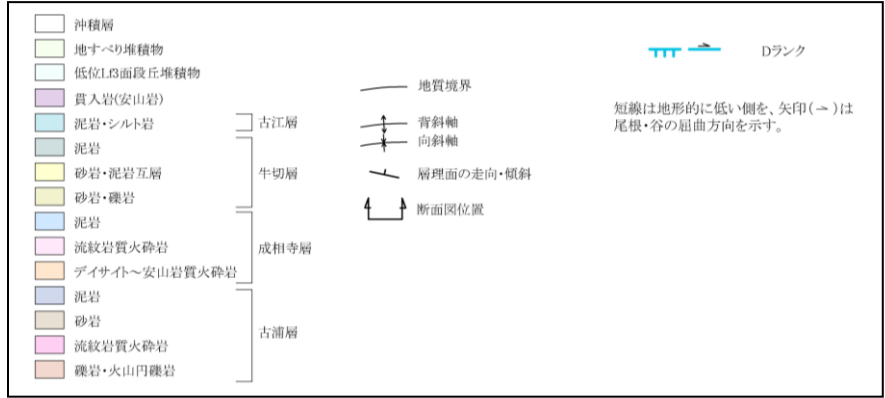 沖積層
地すべり堆積物
低位Lf3面段丘堆積物
貫入岩(安山岩)
泥岩・シルト岩
古江層
泥岩
砂岩・泥岩互層
砂岩・礫岩
牛切層
泥岩
流紋岩質火砕岩
デイサイト～安山岩質火砕岩
成相寺層
泥岩
砂岩
流紋岩質火砕岩
礫岩・火山円礫岩
古浦層
地質境界
背斜軸
向斜軸
層理面の走向・傾斜
断面図位置
Dランク
短線は地形的に低い側を、矢印(⇀)は
尾根・谷の屈曲方向を示す。